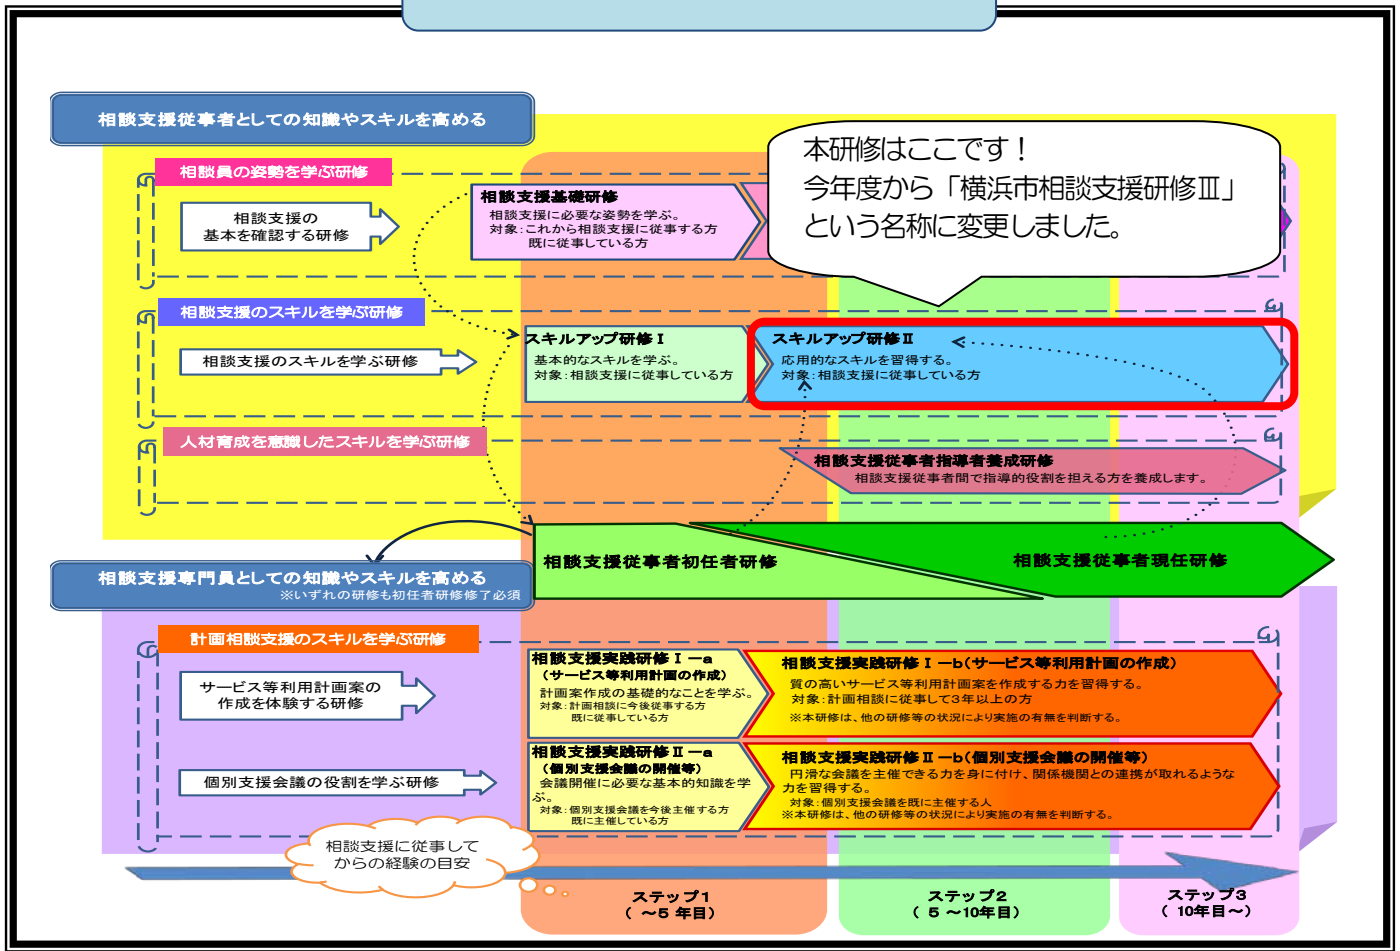 相談支援従事者としての知識やスキルを高める
本研修はここです！
今年度から「横浜市相談支援研修Ⅲ」
という名称に変更しました。
相談員の姿勢を学ぶ研修
相談支援の
基本を確認する研修
相談支援基礎研修
相談支援に必要な姿勢を学ぶ。
対象：これから相談支援に従事する方
既に従事している方
相談支援のスキルを学ぶ研修
相談支援のスキルを学ぶ研修
スキルアップ研修Ⅰ
基本的なスキルを学ぶ。
対象：相談支援に従事している方
スキルアップ研修Ⅱ
応用的なスキルを習得する。
対象：相談支援に従事している方
人材育成を意識したスキルを学ぶ研修
相談支援従事者指導者養成研修
相談支援従事者間で指導的役割を担える方を養成します。
相談支援従事者初任者研修
相談支援従事者現任研修
相談支援専門員としての知識やスキルを高める
※いずれの研修も初任者研修修了必須
計画相談支援のスキルを学ぶ研修
サービス等利用計画案の
作成を体験する研修
相談支援実践研修Ⅰ－a
（サービス等利用計画の作成）
計画案作成の基礎的なことを学ぶ。
対象：計画相談に今後従事する方
既に従事している方
相談支援実践研修Ⅰ－b（サービス等利用計画の作成）
質の高いサービス等利用計画案を作成する力を習得する。
対象：計画相談に従事して3年以上の方
※本研修は、他の研修等の状況により実施の有無を判断する。
個別支援会議の役割を学ぶ研修
相談支援実践研修Ⅱ－a
（個別支援会議の開催等）
会議開催に必要な基本的知識を学
ぶ。
対象：個別支援会議を今後主催する方
既に主催している方
相談支援実践研修Ⅱ－b（個別支援会議の開催等）
円滑な会議を主催できる力を身に付け、関係機関との連携が取れるような
力を習得する。
対象：個別支援会議を既に主催する人
※本研修は、他の研修等の状況により実施の有無を判断する。
相談支援に従事して
からの経験の目安
ステップ1
（ ～5 年目）
ステップ2
（ 5 ～10年目）
ステップ3
（ 10年目～）